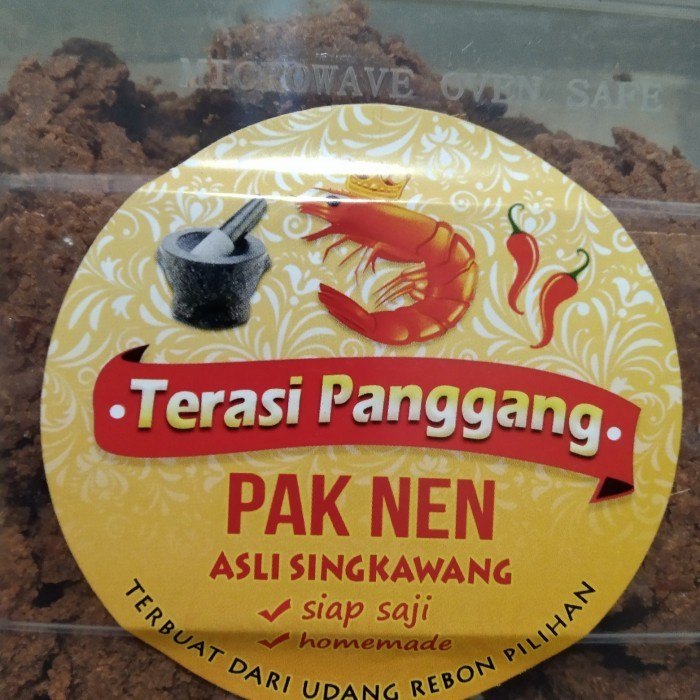 MICROWAVE OVEN SAFE
Terasi Panggang
PAK NEN
ASLI SINGKAWANG
siap saji
homemade
TERBUAT DARI UDANG REBON PILIHAN